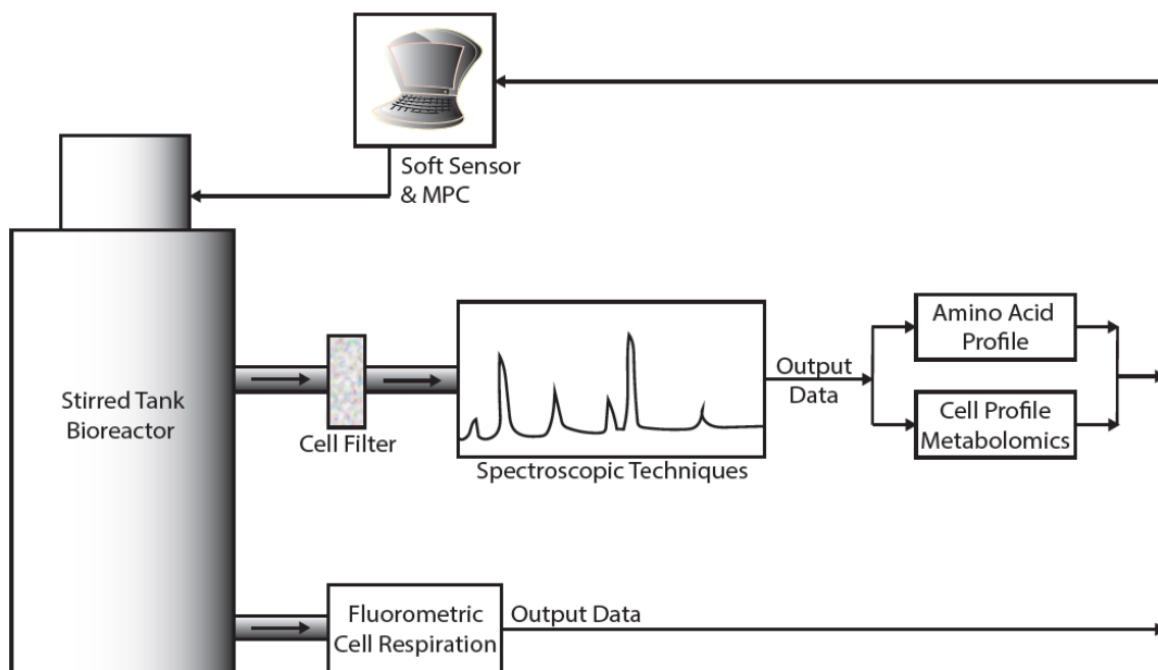 Soft Sensor
& MPC
Stirred Tank
Bioreactor
Cell Filter
Spectroscopic Techniques
Output
Data
Amino Acid
Profile
Cell Profile
Metabolomics
Fluorometric
Cell Respiration
Output Data